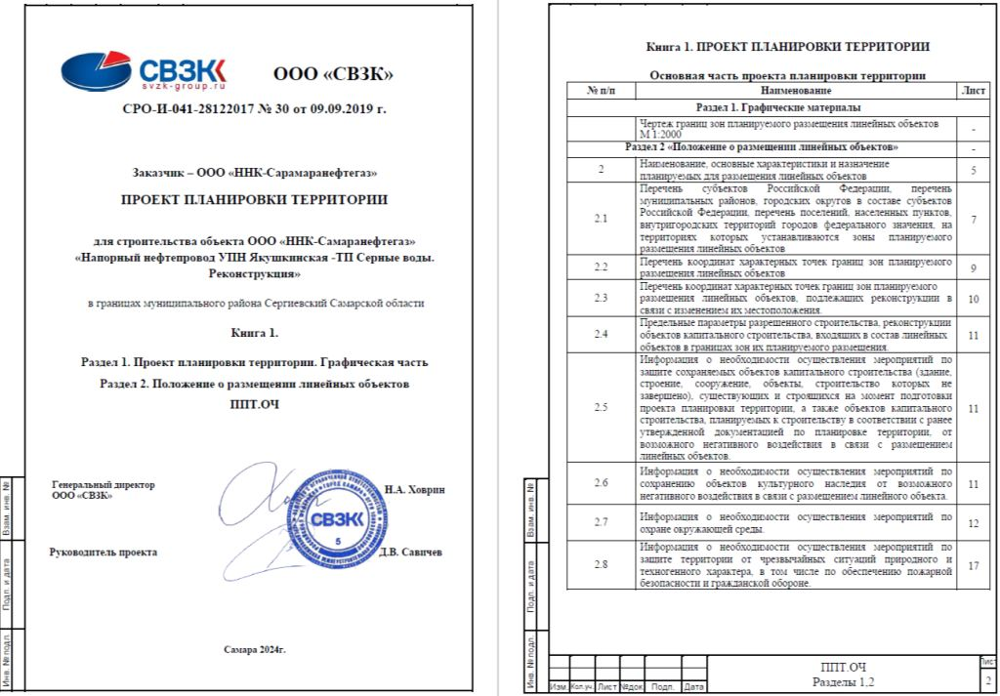 СВЗК
svzk-group.ru
ООО «СВЗК»
СРО-И-041-28122017 № 30 от 09.09.2019 г.
Заказчик – ООО «ННК-Сарамаранефтегаз»
ПРОЕКТ ПЛАНИРОВКИ ТЕРРИТОРИИ
для строительства объекта ООО «ННК-Самаранефтегаз»
«Напорный нефтепровод УПН Якушкинская -ТП Серные воды.
Реконструкция»
в границах муниципального района Сергиевский Самарской области
Книга 1.
Раздел 1. Проект планировки территории. Графическая часть
Раздел 2. Положение о размещении линейных объектов
ППТ.ОЧ
Генеральный директор
ООО «СВЗК»
Н.А. Ховрин
СВЗК
5
Руководитель проекта
Д.В. Савичев
Самара 2024г.
Взам. инв. №
Подп. и дата
Инв. № подл.
Книга 1. ПРОЕКТ ПЛАНИРОВКИ ТЕРРИТОРИИ
Основная часть проекта планировки территории
№ п/п Наименование Лист
Раздел 1. Графические материалы
Чертеж границ зон планируемого размещения линейных объектов
М 1:2000 -
Раздел 2 «Положение о размещении линейных объектов» -
2 Наименование, основные характеристики и назначение
планируемых для размещения линейных объектов 5
Перечень субъектов Российской Федерации, перечень
муниципальных районов, городских округов в составе субъектов
Российской Федерации, перечень поселений, населенных пунктов,
2.1 внутригородских территорий городов федерального значения, на 7
территориях которых устанавливаются зоны планируемого
размещения линейных объектов
2.2 Перечень координат характерных точек границ зон планируемого
размещения линейных объектов 9
Перечень координат характерных точек границ зон планируемого
2.3 размещения линейных объектов, подлежащих реконструкции в 10
связи с изменением их местоположения.
Предельные параметры разрешенного строительства, реконструкции
2.4 объектов капитального строительства, входящих в состав линейных 11
объектов в границах зон их планируемого размещения.
Информация о необходимости осуществления мероприятий по
защите сохраняемых объектов капитального строительства (здание,
строение, сооружение, объекты, строительство которых не
завершено), существующих и строящихся на момент подготовки
2.5 проекта планировки территории, а также объектов капитального 11
строительства, планируемых к строительству в соответствии с ранее
утвержденной документацией по планировке территории, от
возможного негативного воздействия в связи с размещением
линейных объектов.
Информация о необходимости осуществления мероприятий по
2.6 сохранению объектов культурного наследия от возможного 11
негативного воздействия в связи с размещением линейного объекта.
2.7 Информация о необходимости осуществления мероприятий по
охране окружающей среды. 12
Информация о необходимости осуществления мероприятий по
2.8 защите территории от чрезвычайных ситуаций природного и 17
техногенного характера, в том числе по обеспечению пожарной
безопасности и гражданской обороне.
Взам. инв. №
Подп. и дата
Инв. № подл.
Изм. Кол.уч. Лист №док. Подп. Дата
ППТ.ОЧ
Разделы 1,2
Лист
2